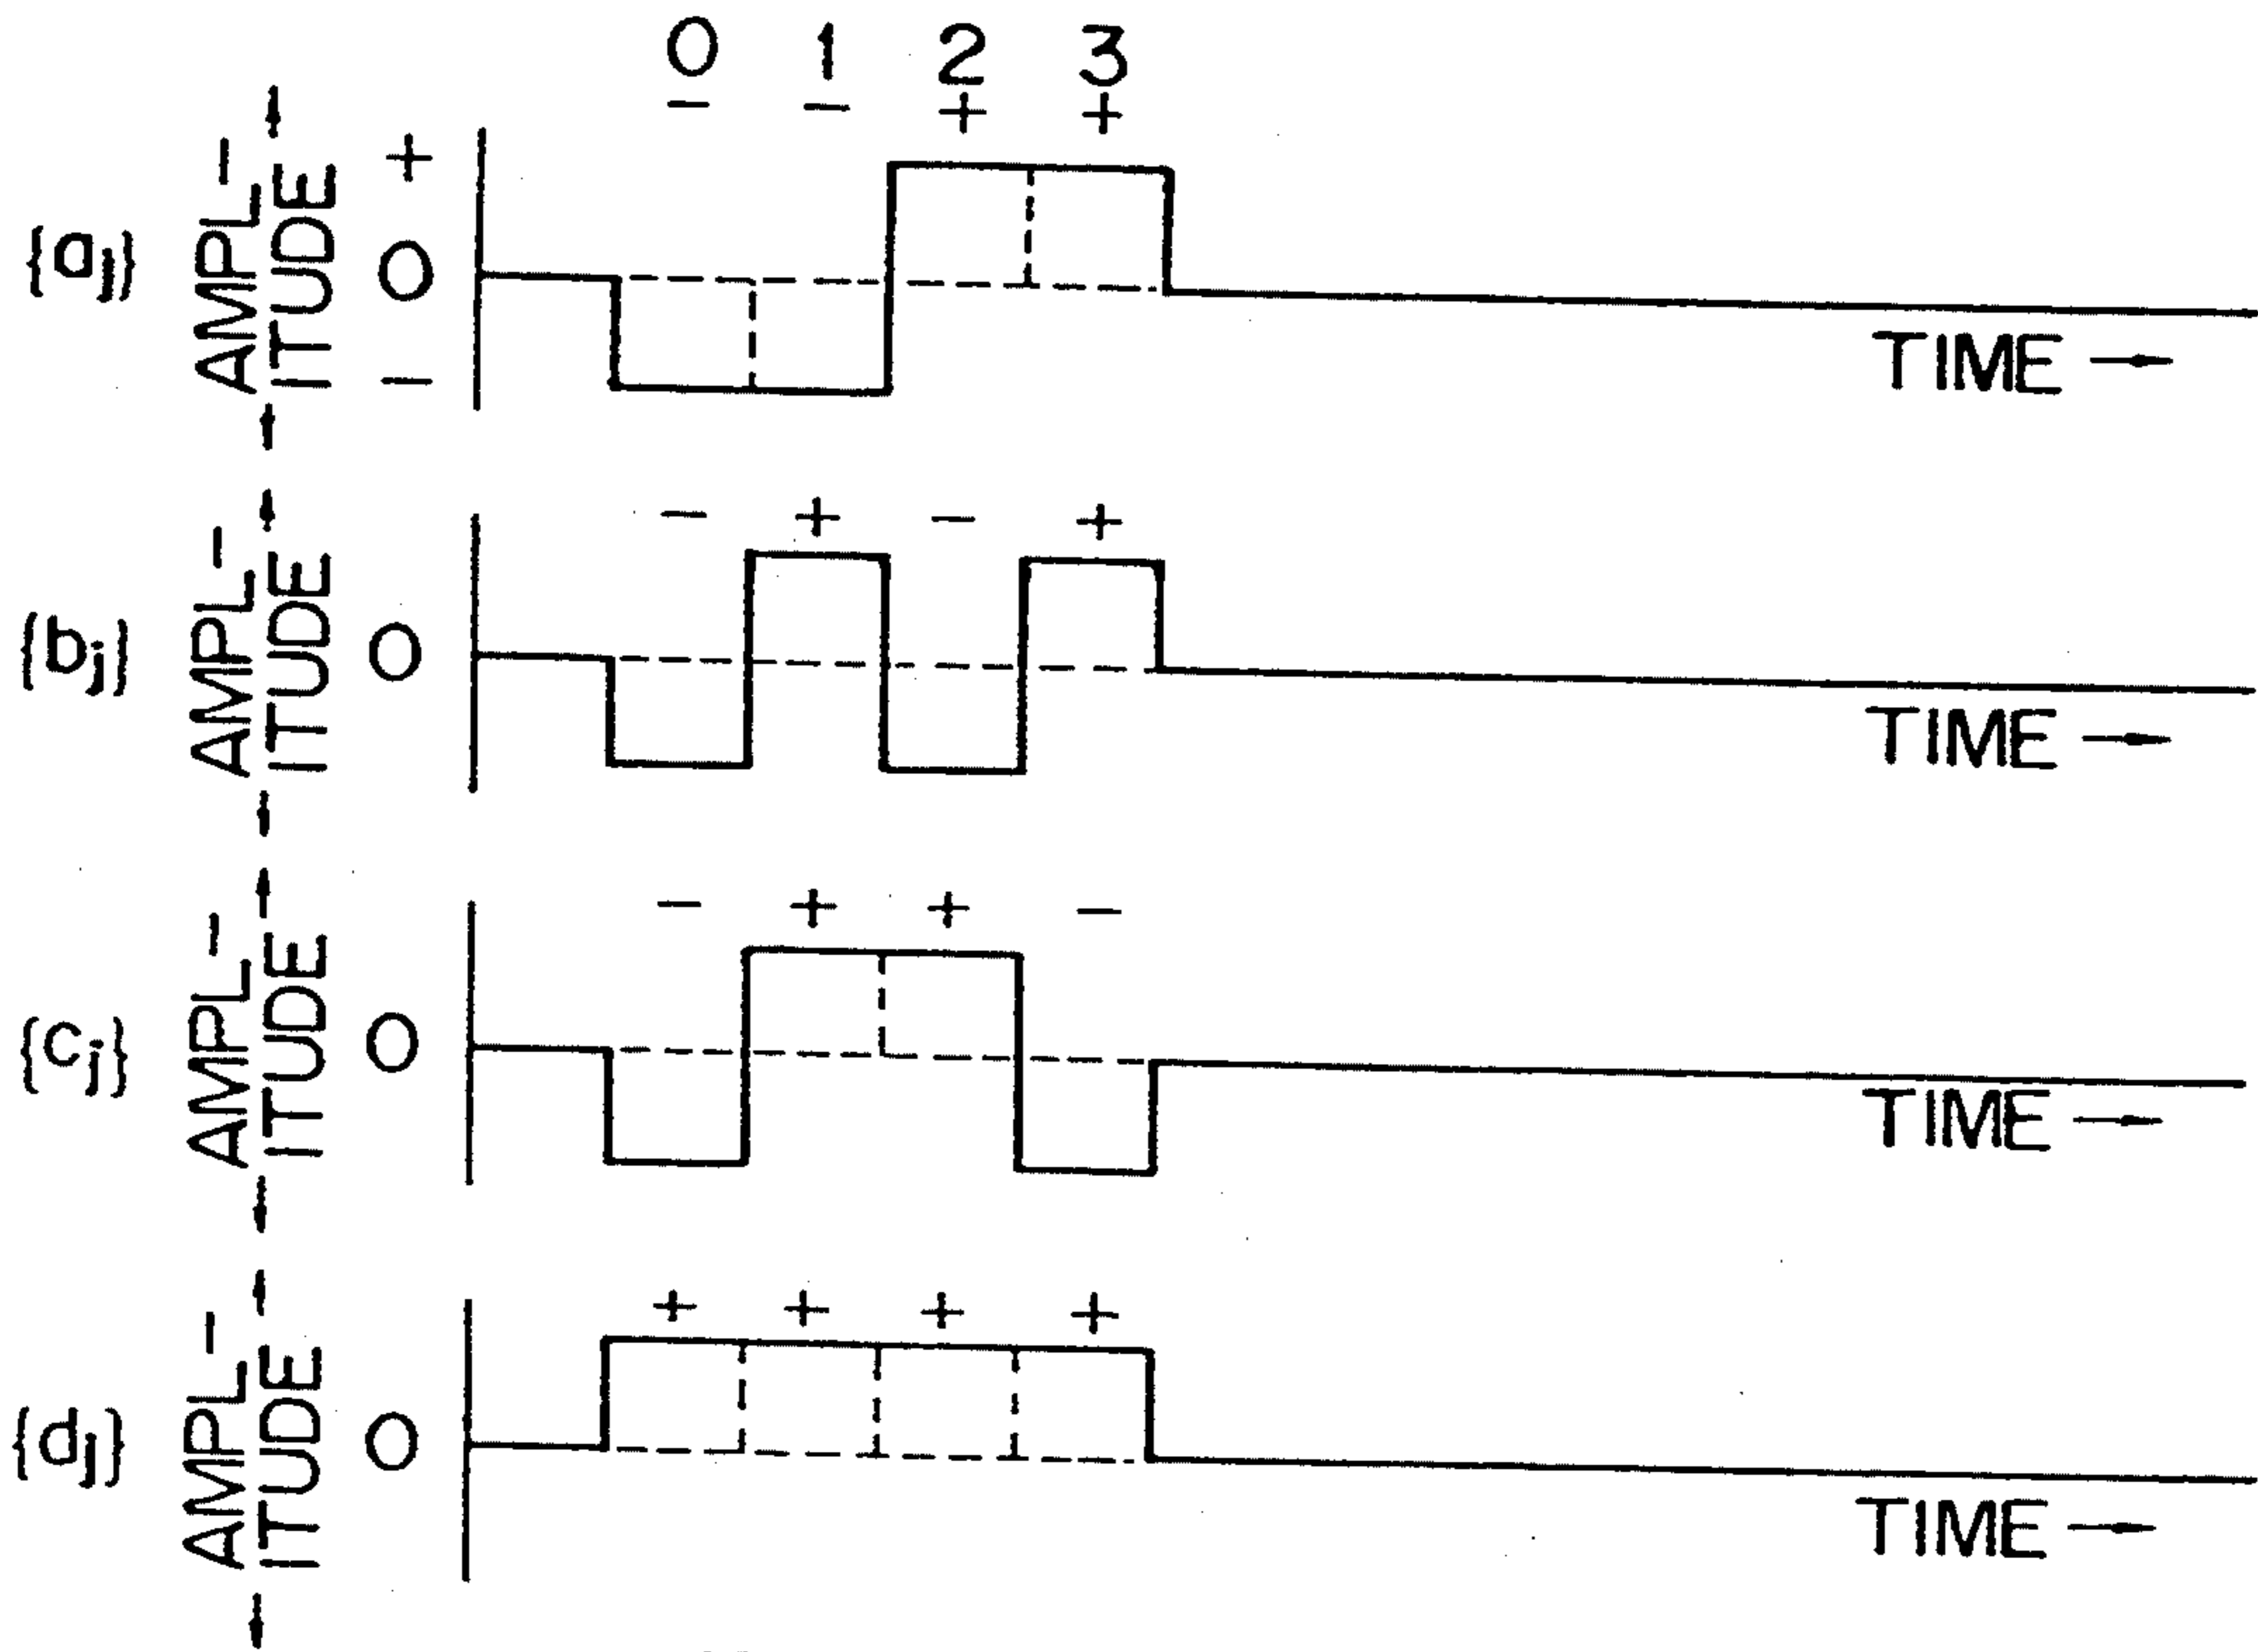 0 1 2 3
- - + +
{aj}
AMPL-
ITUDE
+
0
-
TIME
- + - +
{bj}
AMPL-
ITUDE
0
TIME
- + + -
{cj}
AMPL-
ITUDE
0
TIME
+ + + +
{dj}
AMPL-
ITUDE
0
TIME